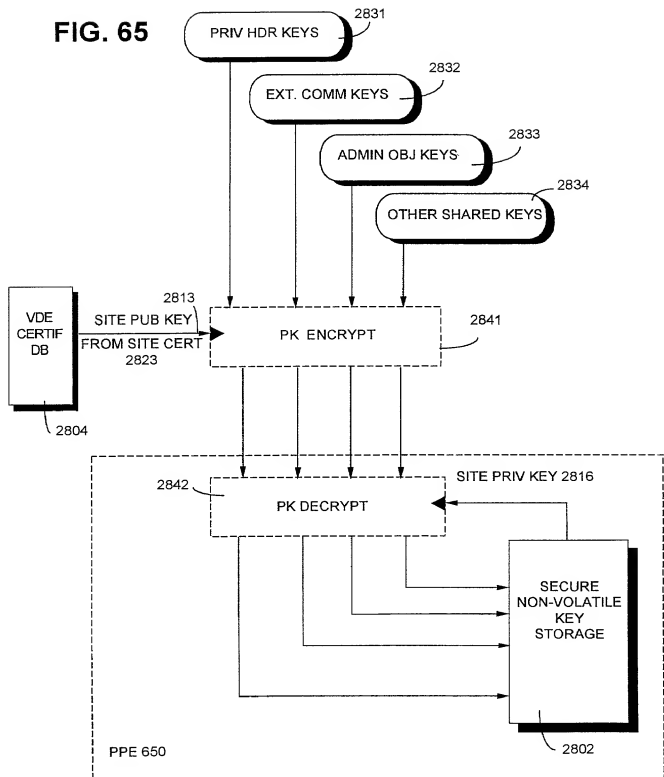 FIG. 65
PRIV HDR KEYS
2831
EXT. COMM KEYS
2832
ADMIN OBJ KEYS
2833
OTHER SHARED KEYS
2834
VDE
CERTIF
DB
2804
2813
SITE PUB KEY
FROM SITE CERT
2823
PK ENCRYPT
2841
2842
PK DECRYPT
SITE PRIV KEY 2816
SECURE
NON-VOLATILE
KEY
STORAGE
2802
PPE 650